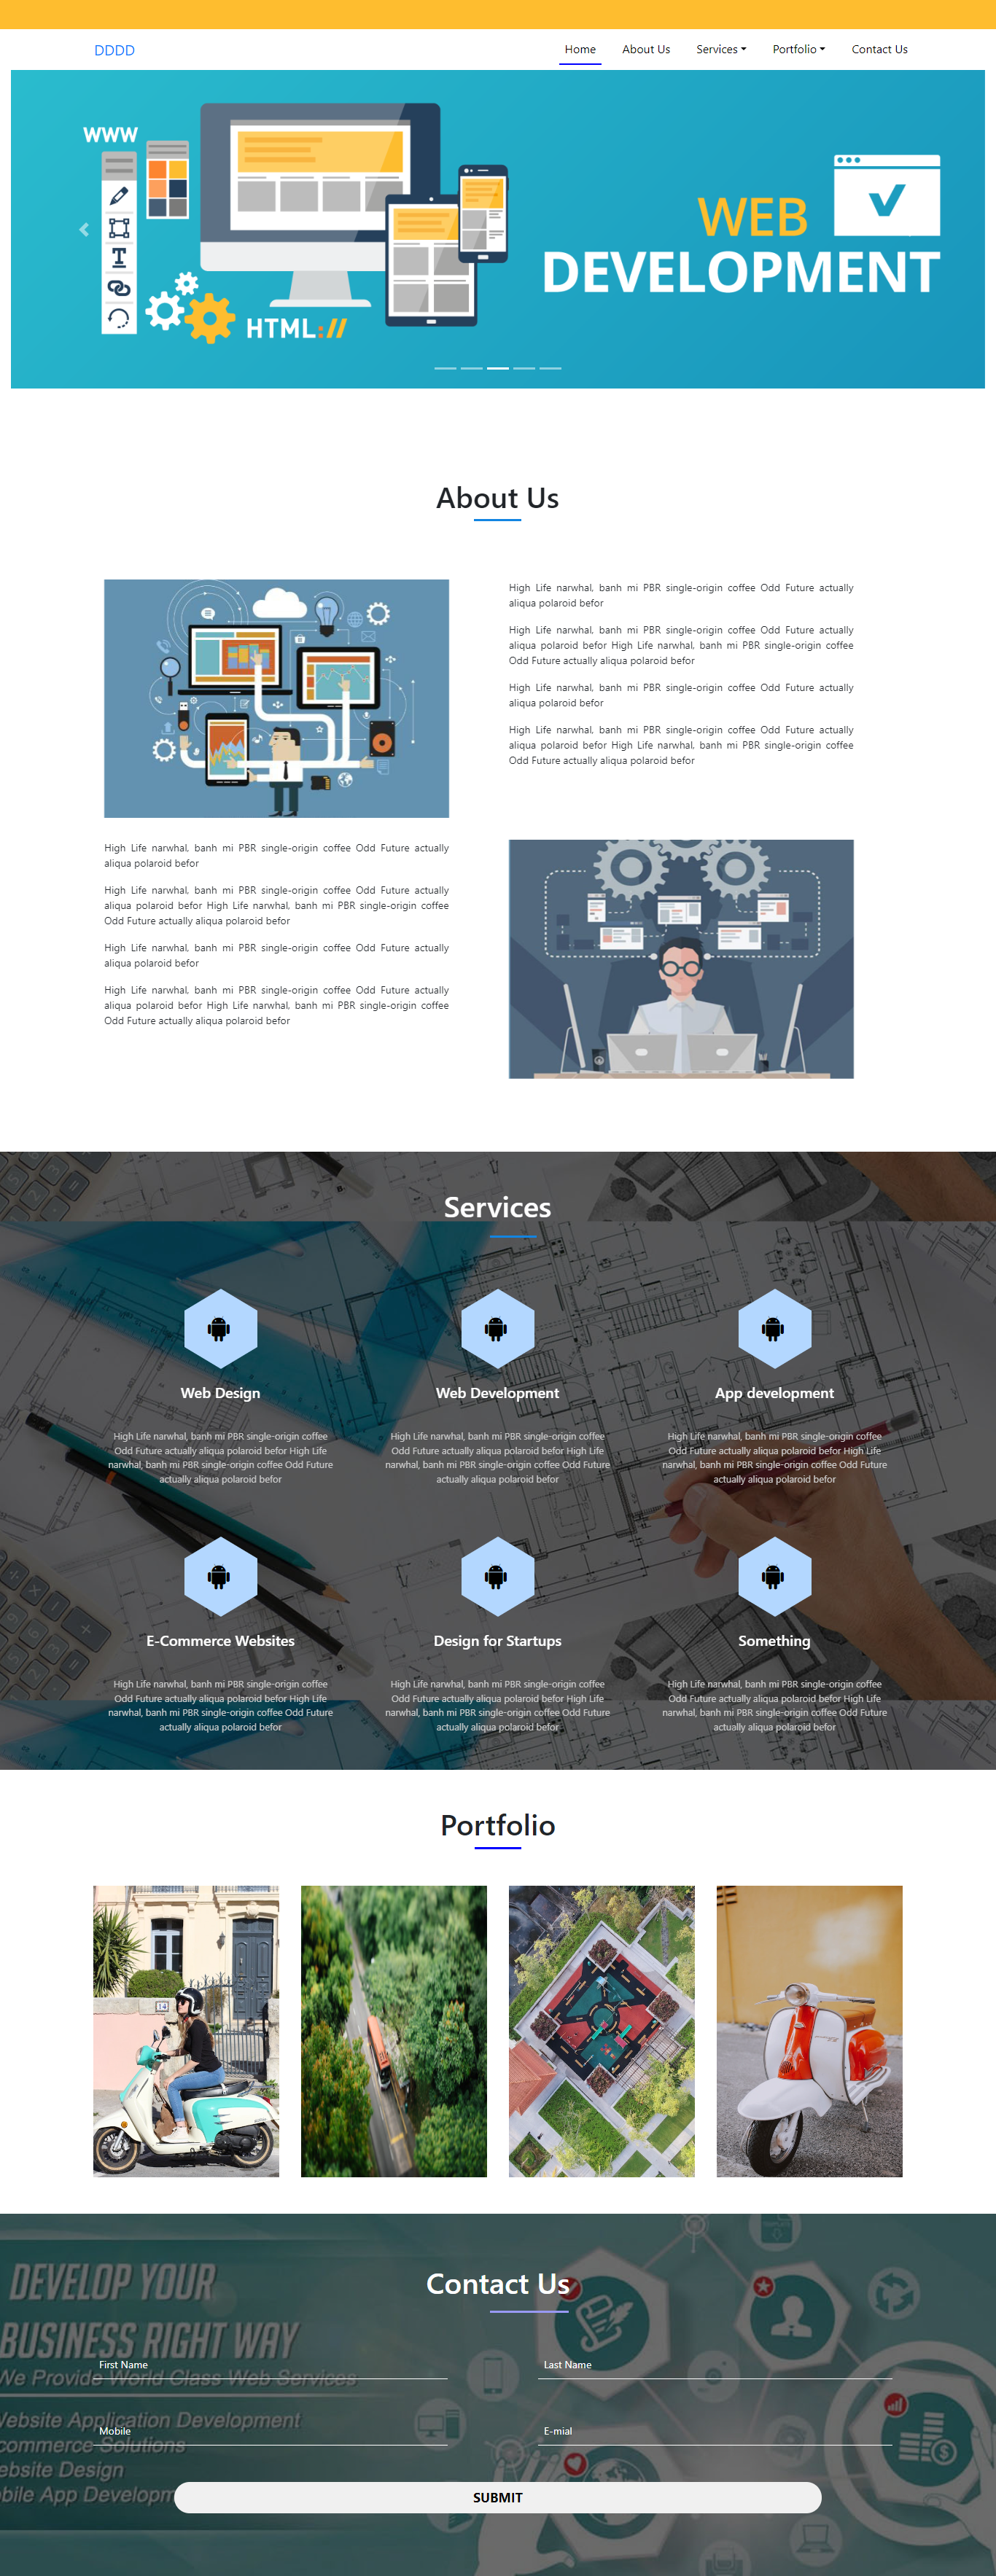 DDDD
Home About Us Services Portfolio Contact Us
WWW
WEB
DEVELOPMENT
HTML://
About Us
High Life narwhal, banh mi PBR single-origin coffee Odd Future actually
aliqua polaroid befor
High Life narwhal, banh mi PBR single-origin coffee Odd Future actually
aliqua polaroid befor High Life narwhal, banh mi PBR single-origin coffee
Odd Future actually aliqua polaroid befor
High Life narwhal, banh mi PBR single-origin coffee Odd Future actually
aliqua polaroid befor
High Life narwhal, banh mi PBR single-origin coffee Odd Future actually
aliqua polaroid befor High Life narwhal, banh mi PBR single-origin coffee
Odd Future actually aliqua polaroid befor
High Life narwhal, banh mi PBR single-origin coffee Odd Future actually
aliqua polaroid befor
High Life narwhal, banh mi PBR single-origin coffee Odd Future actually
aliqua polaroid befor High Life narwhal, banh mi PBR single-origin coffee
Odd Future actually aliqua polaroid befor
High Life narwhal, banh mi PBR single-origin coffee Odd Future actually
aliqua polaroid befor
High Life narwhal, banh mi PBR single-origin coffee Odd Future actually
aliqua polaroid befor High Life narwhal, banh mi PBR single-origin coffee
Odd Future actually aliqua polaroid befor
Services
Web Design
High Life narwhal, banh mi PBR single-origin coffee
Odd Future actually aliqua polaroid befor High Life
narwhal, banh mi PBR single-origin coffee Odd Future
actually aliqua polaroid befor
Web Development
High Life narwhal, banh mi PBR single-origin coffee
Odd Future actually aliqua polaroid befor High Life
narwhal, banh mi PBR single-origin coffee Odd Future
actually aliqua polaroid befor
App development
High Life narwhal, banh mi PBR single-origin coffee
Odd Future actually aliqua polaroid befor High Life
narwhal, banh mi PBR single-origin coffee Odd Future
actually aliqua polaroid befor
E-Commerce Websites
High Life narwhal, banh mi PBR single-origin coffee
Odd Future actually aliqua polaroid befor High Life
narwhal, banh mi PBR single-origin coffee Odd Future
actually aliqua polaroid befor
Design for Startups
High Life narwhal, banh mi PBR single-origin coffee
Odd Future actually aliqua polaroid befor High Life
narwhal, banh mi PBR single-origin coffee Odd Future
actually aliqua polaroid befor
Something
High Life narwhal, banh mi PBR single-origin coffee
Odd Future actually aliqua polaroid befor High Life
narwhal, banh mi PBR single-origin coffee Odd Future
actually aliqua polaroid befor
Portfolio
14
Contact Us
DEVELOP YOUR
BUSINESS RIGHT WAY
We Provide World Class Web Services
ebsite Application Development
commerce Solutions
ebsite Design
bile App Developm
First Name
Last Name
Mobile
E-mial
SUBMIT